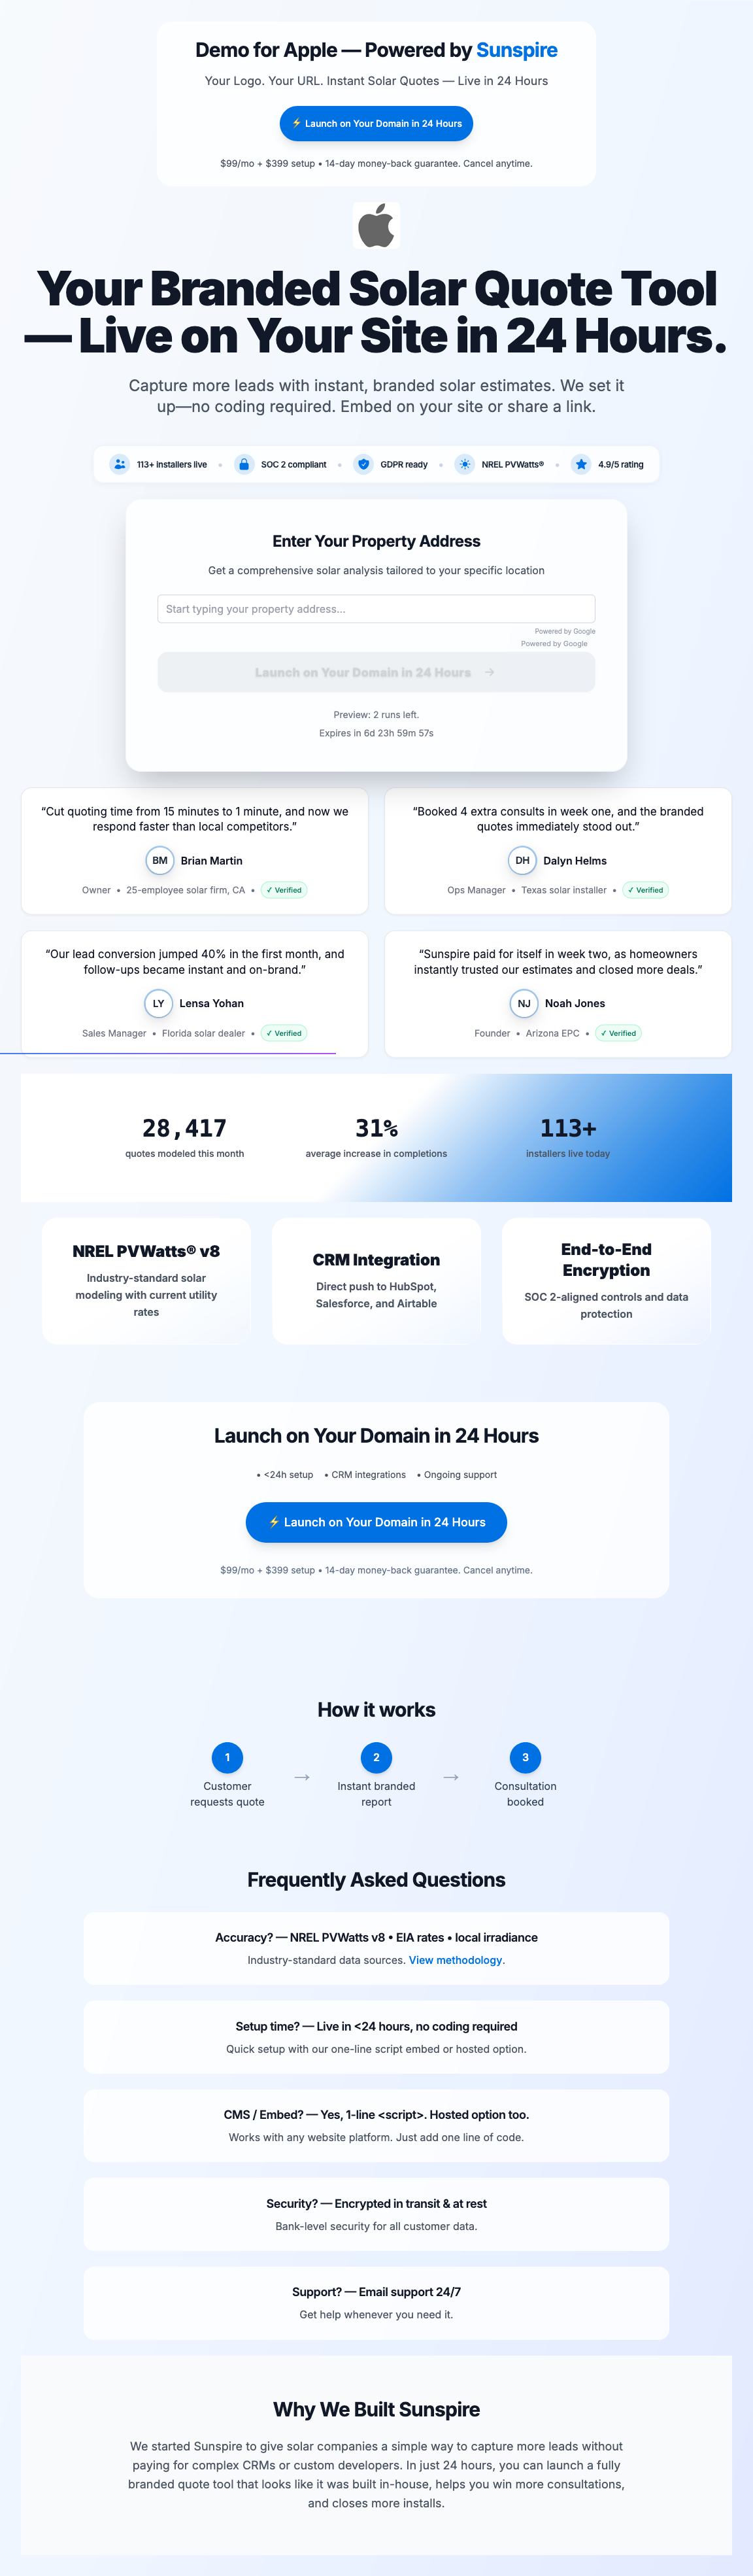 Demo for Apple — Powered by Sunspire
Your Logo. Your URL. Instant Solar Quotes — Live in 24 Hours
⚡ Launch on Your Domain in 24 Hours
$99/mo + $399 setup • 14-day money-back guarantee. Cancel anytime.
Your Branded Solar Quote Tool
— Live on Your Site in 24 Hours.
Capture more leads with instant, branded solar estimates. We set it
up—no coding required. Embed on your site or share a link.
113+ installers live • SOC 2 compliant • GDPR ready • NREL PVWatts® • 4.9/5 rating
Enter Your Property Address
Get a comprehensive solar analysis tailored to your specific location
Start typing your property address...
Powered by Google
Powered by Google
Launch on Your Domain in 24 Hours →
Preview: 2 runs left.
Expires in 6d 23h 59m 57s
“Cut quoting time from 15 minutes to 1 minute, and now we
respond faster than local competitors.”
BM Brian Martin
Owner • 25-employee solar firm, CA • ✓ Verified
“Booked 4 extra consults in week one, and the branded
quotes immediately stood out.”
DH Dalyn Helms
Ops Manager • Texas solar installer • ✓ Verified
“Our lead conversion jumped 40% in the first month, and
follow-ups became instant and on-brand.”
LY Lensa Yohan
Sales Manager • Florida solar dealer • ✓ Verified
“Sunspire paid for itself in week two, as homeowners
instantly trusted our estimates and closed more deals.”
NJ Noah Jones
Founder • Arizona EPC • ✓ Verified
28,417
quotes modeled this month
31%
average increase in completions
113+
installers live today
NREL PVWatts® v8
Industry-standard solar
modeling with current utility
rates
CRM Integration
Direct push to HubSpot,
Salesforce, and Airtable
End-to-End
Encryption
SOC 2-aligned controls and data
protection
Launch on Your Domain in 24 Hours
• <24h setup • CRM integrations • Ongoing support
⚡ Launch on Your Domain in 24 Hours
$99/mo + $399 setup • 14-day money-back guarantee. Cancel anytime.
How it works
1
Customer
requests quote
→
2
Instant branded
report
→
3
Consultation
booked
Frequently Asked Questions
Accuracy? — NREL PVWatts v8 • EIA rates • local irradiance
Industry-standard data sources. View methodology.
Setup time? — Live in <24 hours, no coding required
Quick setup with our one-line script embed or hosted option.
CMS / Embed? — Yes, 1-line <script>. Hosted option too.
Works with any website platform. Just add one line of code.
Security? — Encrypted in transit & at rest
Bank-level security for all customer data.
Support? — Email support 24/7
Get help whenever you need it.
Why We Built Sunspire
We started Sunspire to give solar companies a simple way to capture more leads without
paying for complex CRMs or custom developers. In just 24 hours, you can launch a fully
branded quote tool that looks like it was built in-house, helps you win more consultations,
and closes more installs.